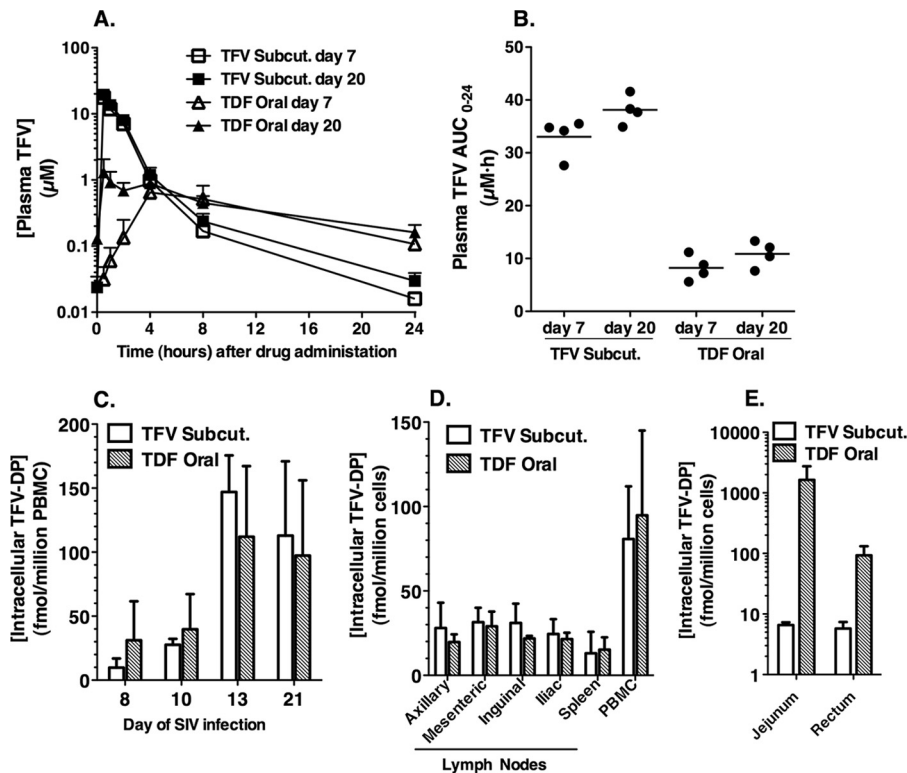 A.
TFV Subcut. day 7
TFV Subcut. day 20
TDF Oral day 7
TDF Oral day 20
[Plasma TFV]
(µM)
100
10
1
0.1
0.01
0 4 8 12 16 20 24
Time (hours) after drug administation
B.
Plasma TFV AUC 0-24
(µM·h)
50
40
30
20
10
0
day 7 day 20 day 7 day 20
TFV Subcut. TDF Oral
C.
TFV Subcut.
TDF Oral
[Intracellular TFV-DP]
(fmol/million PBMC)
200
150
100
50
0
8 10 13 21
Day of SIV infection
D.
TFV Subcut.
TDF Oral
[Intracellular TFV-DP]
(fmol/million cells)
150
100
50
0
Axillary Mesenteric Inguinal Iliac Spleen PBMC
Lymph Nodes
E.
TFV Subcut.
TDF Oral
[Intracellular TFV-DP]
(fmol/million cells)
10000
1000
100
10
1
Jejunum Rectum